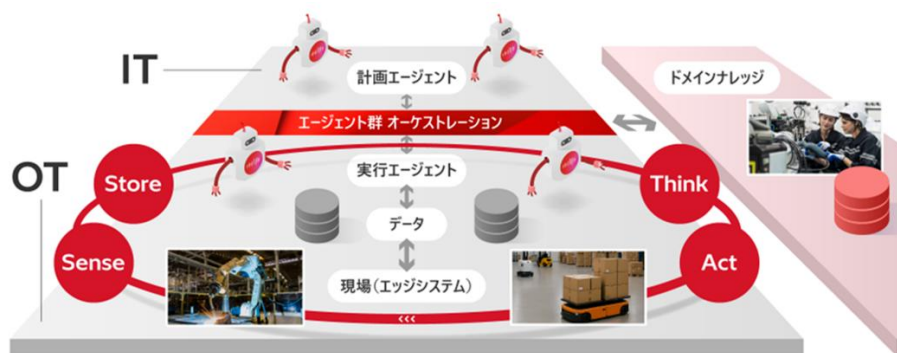 IT
計画エージェント
ドメインナレッジ
エージェント群 オーケストレーション
OT
Store
実行エージェント
Think
データ
Sense
Act
現場(エッジシステム)
<<<